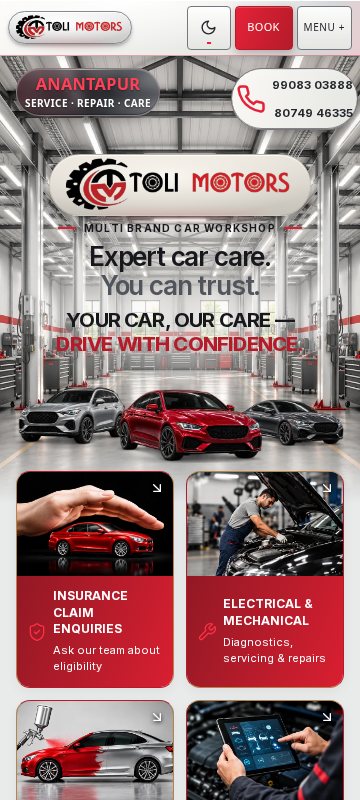 TOLI MOTORS
BOOK
MENU +
ANANTAPUR
SERVICE · REPAIR · CARE
99083 03888
80749 46335
TOLI MOTORS
MULTI BRAND CAR WORKSHOP
Expert car care.
You can trust.
YOUR CAR, OUR CARE —
DRIVE WITH CONFIDENCE
INSURANCE
CLAIM
ENQUIRIES
Ask our team about
eligibility
ELECTRICAL &
MECHANICAL
Diagnostics,
servicing & repairs